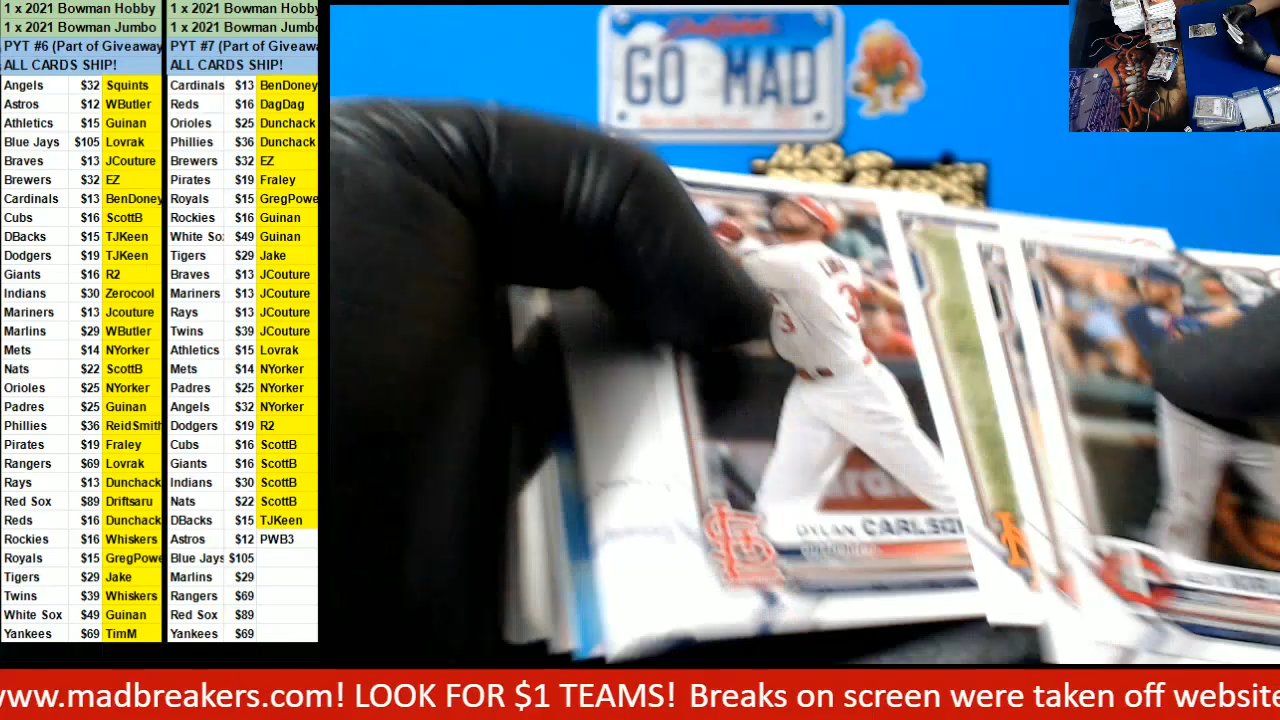 1 x 2021 Bowman Hobby
1 x 2021 Bowman Jumbo
PYT #6 (Part of Giveaway
ALL CARDS SHIP!
Angels $32 Squints
Astros $12 WButler
Athletics $15 Guinan
Blue Jays $105 Lovrak
Braves $13 JCouture
Brewers $32 EZ
Cardinals $13 BenDoney
Cubs $16 ScottB
DBacks $15 TJKeen
Dodgers $19 TJKeen
Giants $16 R2
Indians $30 Zerocool
Mariners $13 Jcouture
Marlins $29 WButler
Mets $14 NYorker
Nats $22 ScottB
Orioles $25 NYorker
Padres $25 Guinan
Phillies $36 ReidSmith
Pirates $19 Fraley
Rangers $69 Lovrak
Rays $13 Dunchack
Red Sox $89 Driftsaru
Reds $16 Dunchack
Rockies $16 Whiskers
Royals $15 GregPowe
Tigers $29 Jake
Twins $39 Whiskers
White Sox $49 Guinan
Yankees $69 TimM
1 x 2021 Bowman Hobby
1 x 2021 Bowman Jumbo
PYT #7 (Part of Giveawa
ALL CARDS SHIP!
Cardinals $13 BenDoney
Reds $16 DagDag
Orioles $25 Dunchack
Phillies $36 Dunchack
Brewers $32 EZ
Pirates $19 Fraley
Royals $15 GregPowe
Rockies $16 Guinan
White So $49 Guinan
Tigers $29 Jake
Braves $13 JCouture
Mariners $13 JCouture
Rays $13 JCouture
Twins $39 JCouture
Athletics $15 Lovrak
Mets $14 NYorker
Padres $25 NYorker
Angels $32 NYorker
Dodgers $19 R2
Cubs $16 ScottB
Giants $16 ScottB
Indians $30 ScottB
Nats $22 ScottB
DBacks $15 TJKeen
Astros $12 PWB3
Blue Jays $105
Marlins $29
Rangers $69
Red Sox $89
Yankees $69
GO MAD
DYLAN CARLSO
OUTFIELDER
www.madbreakers.com! LOOK FOR $1 TEAMS! Breaks on screen were taken off website